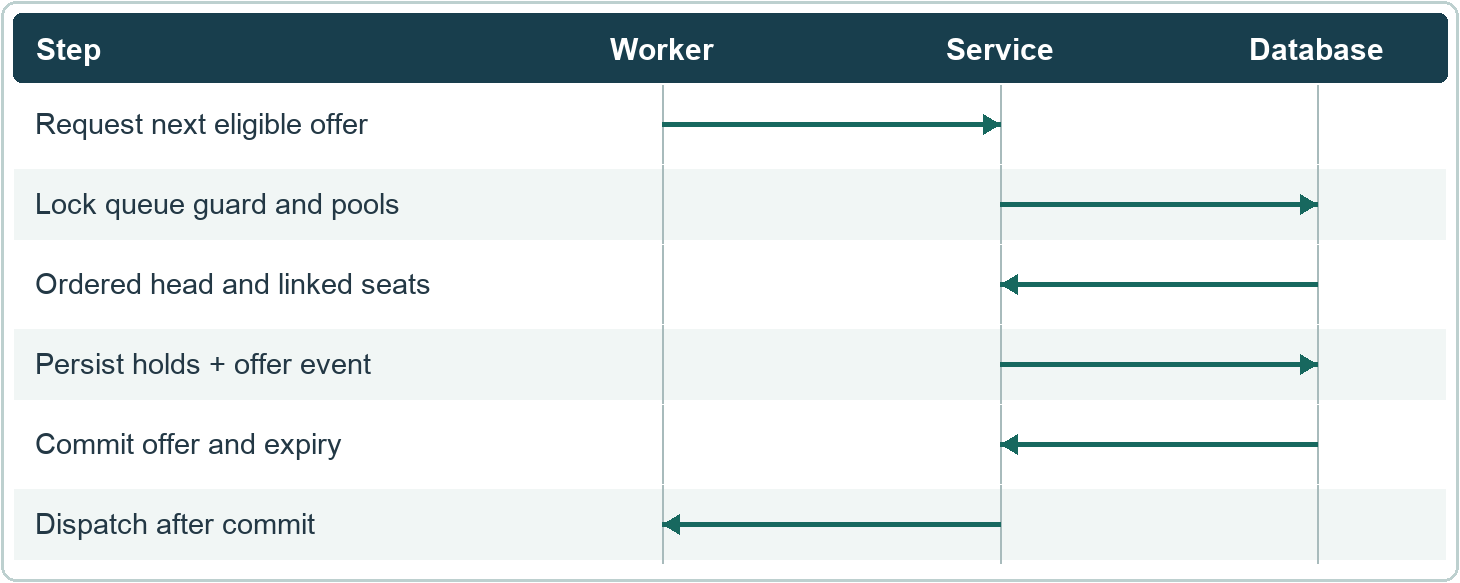 Step Worker Service Database
Request next eligible offer
Lock queue guard and pools
Ordered head and linked seats
Persist holds + offer event
Commit offer and expiry
Dispatch after commit